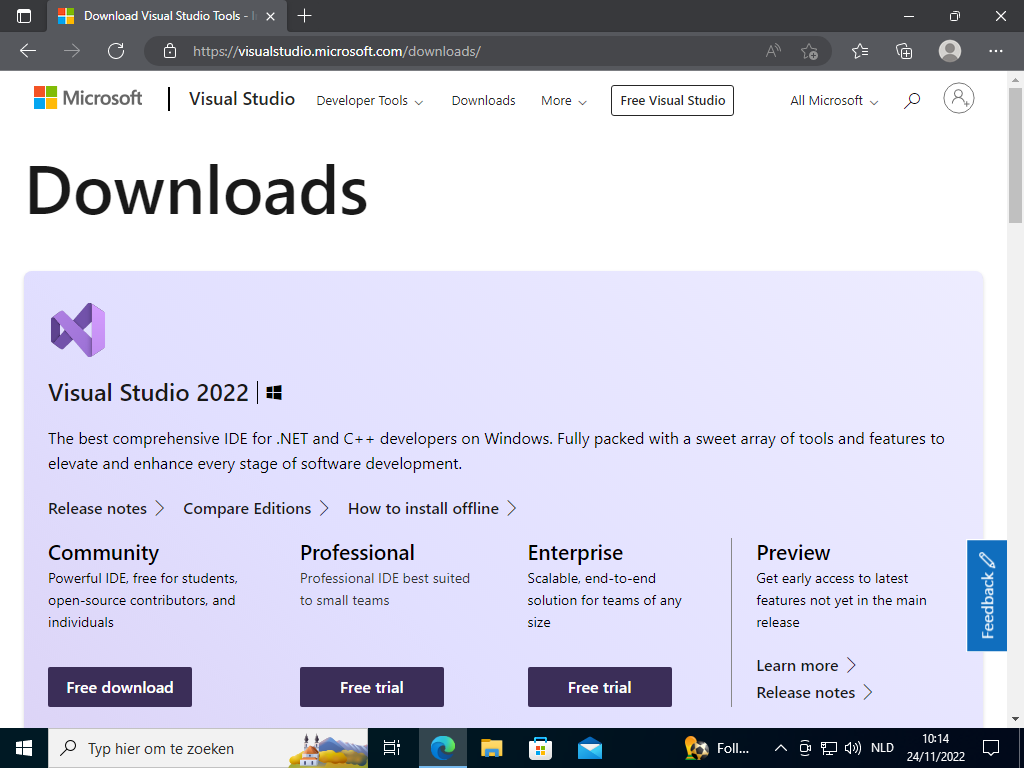 Download Visual Studio Tools - I
https://visualstudio.microsoft.com/downloads/
Microsoft
Visual Studio
Developer Tools
Downloads
More
Free Visual Studio
All Microsoft
Downloads
Visual Studio 2022
The best comprehensive IDE for .NET and C++ developers on Windows. Fully packed with a sweet array of tools and features to
elevate and enhance every stage of software development.
Release notes
Compare Editions
How to install offline
Community
Powerful IDE, free for students,
open-source contributors, and
individuals
Free download
Professional
Professional IDE best suited
to small teams
Free trial
Enterprise
Scalable, end-to-end
solution for teams of any
size
Free trial
Preview
Get early access to latest
features not yet in the main
release
Learn more
Release notes
Feedback
Typ hier om te zoeken
Foll...
NLD
10:14
24/11/2022